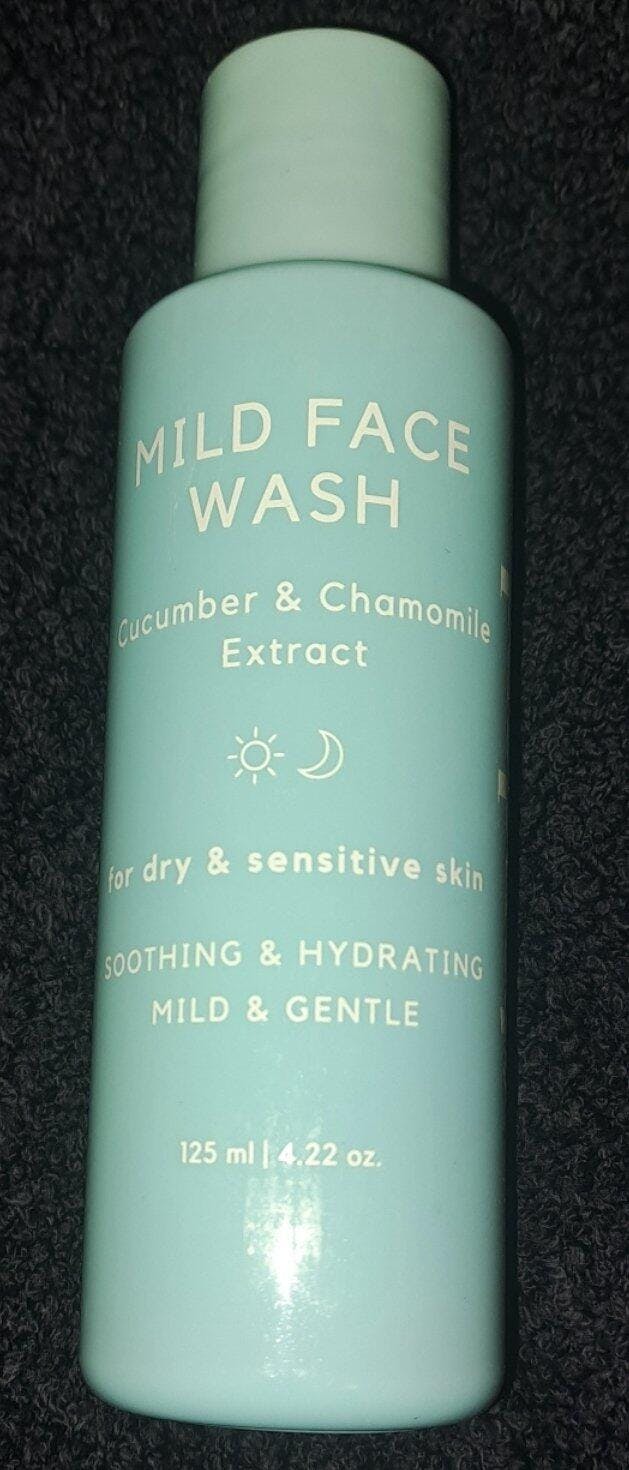 MILD FACE
WASH
Cucumber & Chamomile
Extract
for dry & sensitive skin
SOOTHING & HYDRATING
MILD & GENTLE
125 ml | 4.22 oz.